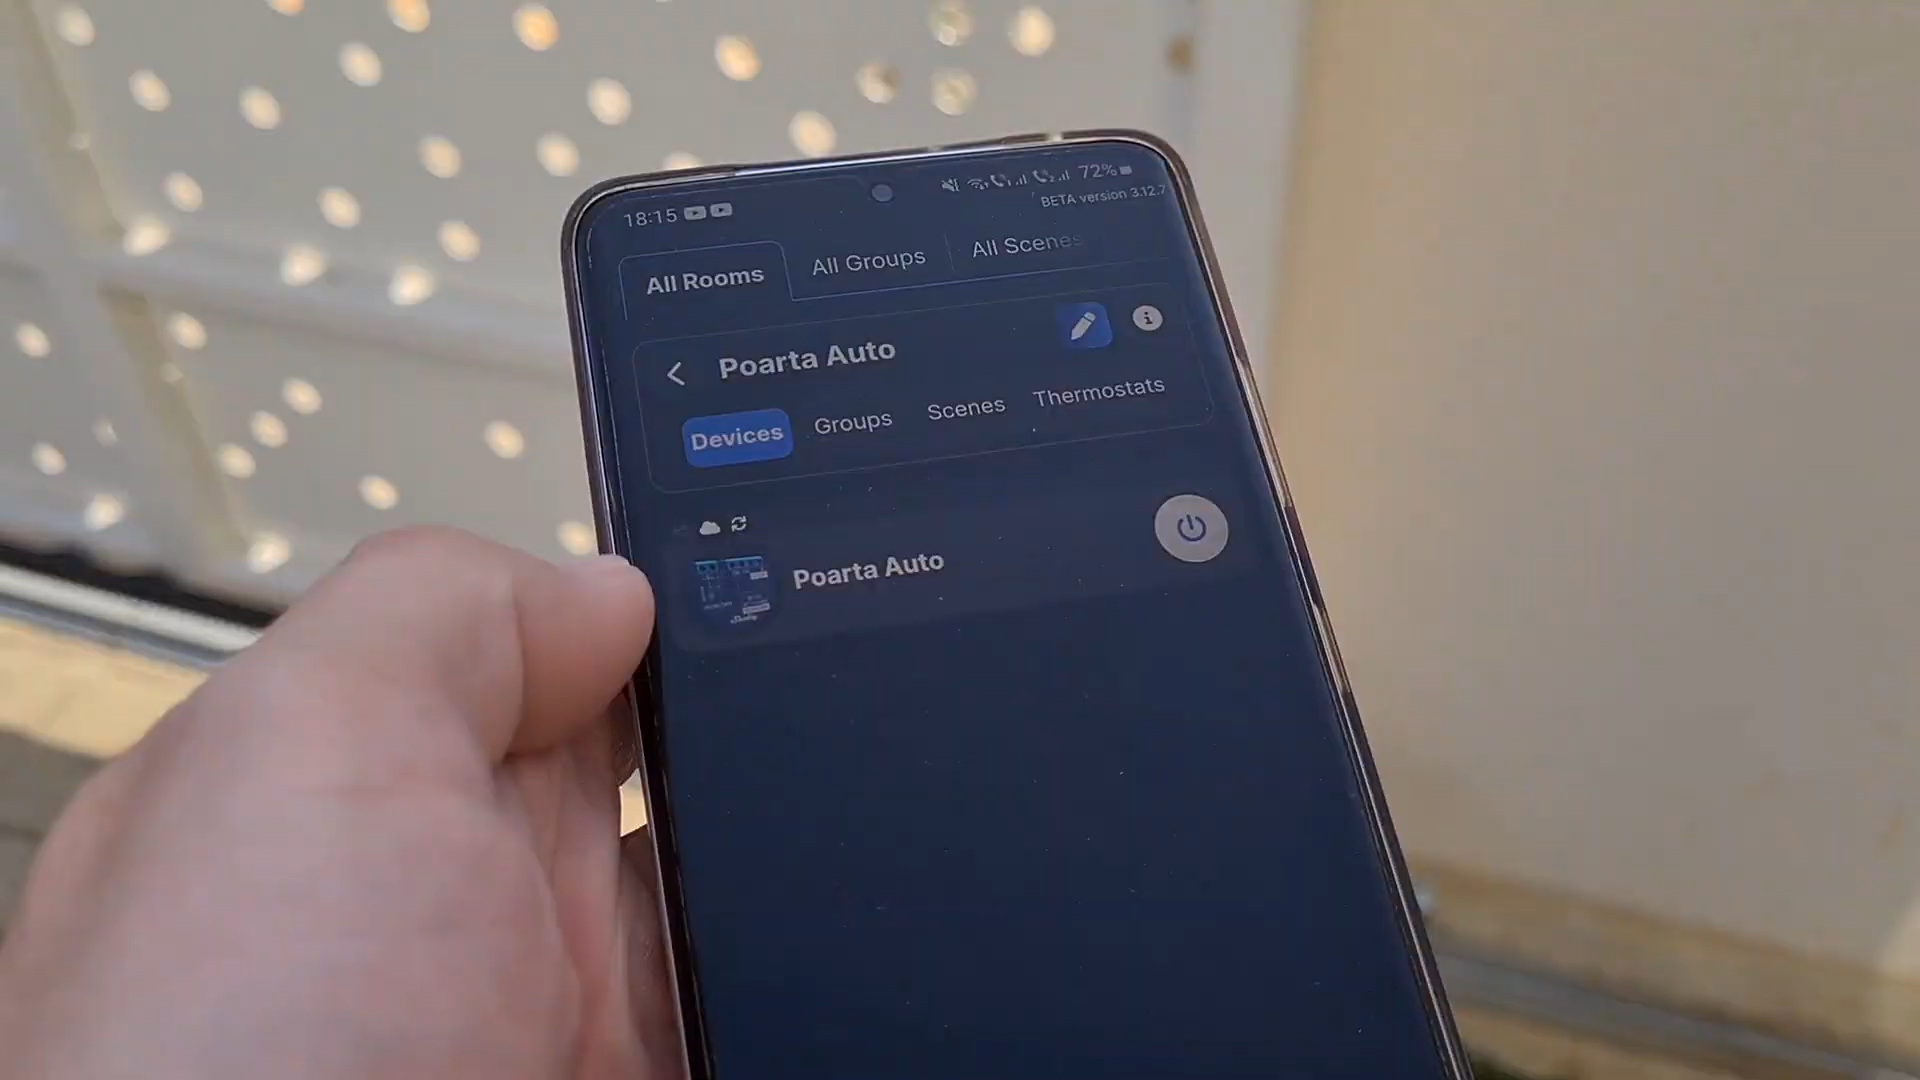 18:15
72%
BETA version 3.12.7
All Rooms
All Groups
All Scenes
Poarta Auto
Devices
Groups
Scenes
Thermostats
Poarta Auto
Shelly